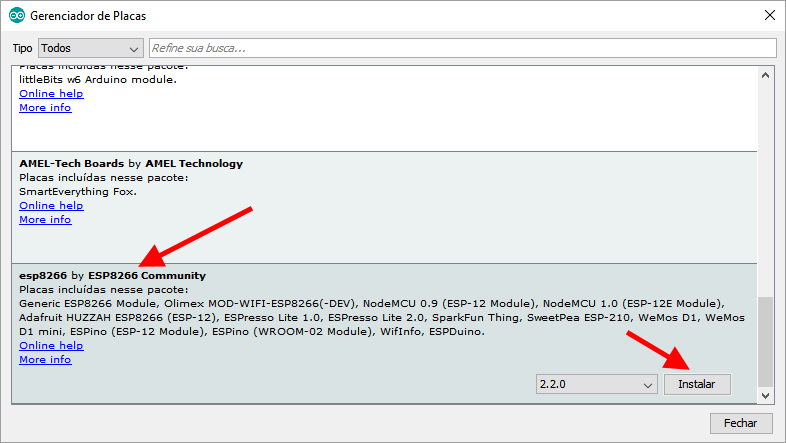 Gerenciador de Placas
Tipo Todos Refine sua busca...
Placas incluídas nesse pacote:
littleBits w6 Arduino module.
Online help
More info
AMEL-Tech Boards by AMEL Technology
Placas incluídas nesse pacote:
SmartEverything Fox.
Online help
More info
esp8266 by ESP8266 Community
Placas incluídas nesse pacote:
Generic ESP8266 Module, Olimex MOD-WIFI-ESP8266(-DEV), NodeMCU 0.9 (ESP-12 Module), NodeMCU 1.0 (ESP-12E Module),
Adafruit HUZZAH ESP8266 (ESP-12), ESPresso Lite 1.0, ESPresso Lite 2.0, SparkFun Thing, SweetPea ESP-210, WeMos D1, WeMos
D1 mini, ESPino (ESP-12 Module), ESPino (WROOM-02 Module), WifInfo, ESPDuino.
Online help
More info
2.2.0 Instalar
Fechar